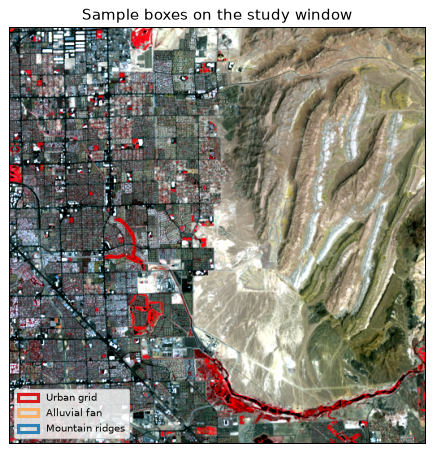 Sample boxes on the study window
Urban grid
Alluvial fan
Mountain ridges